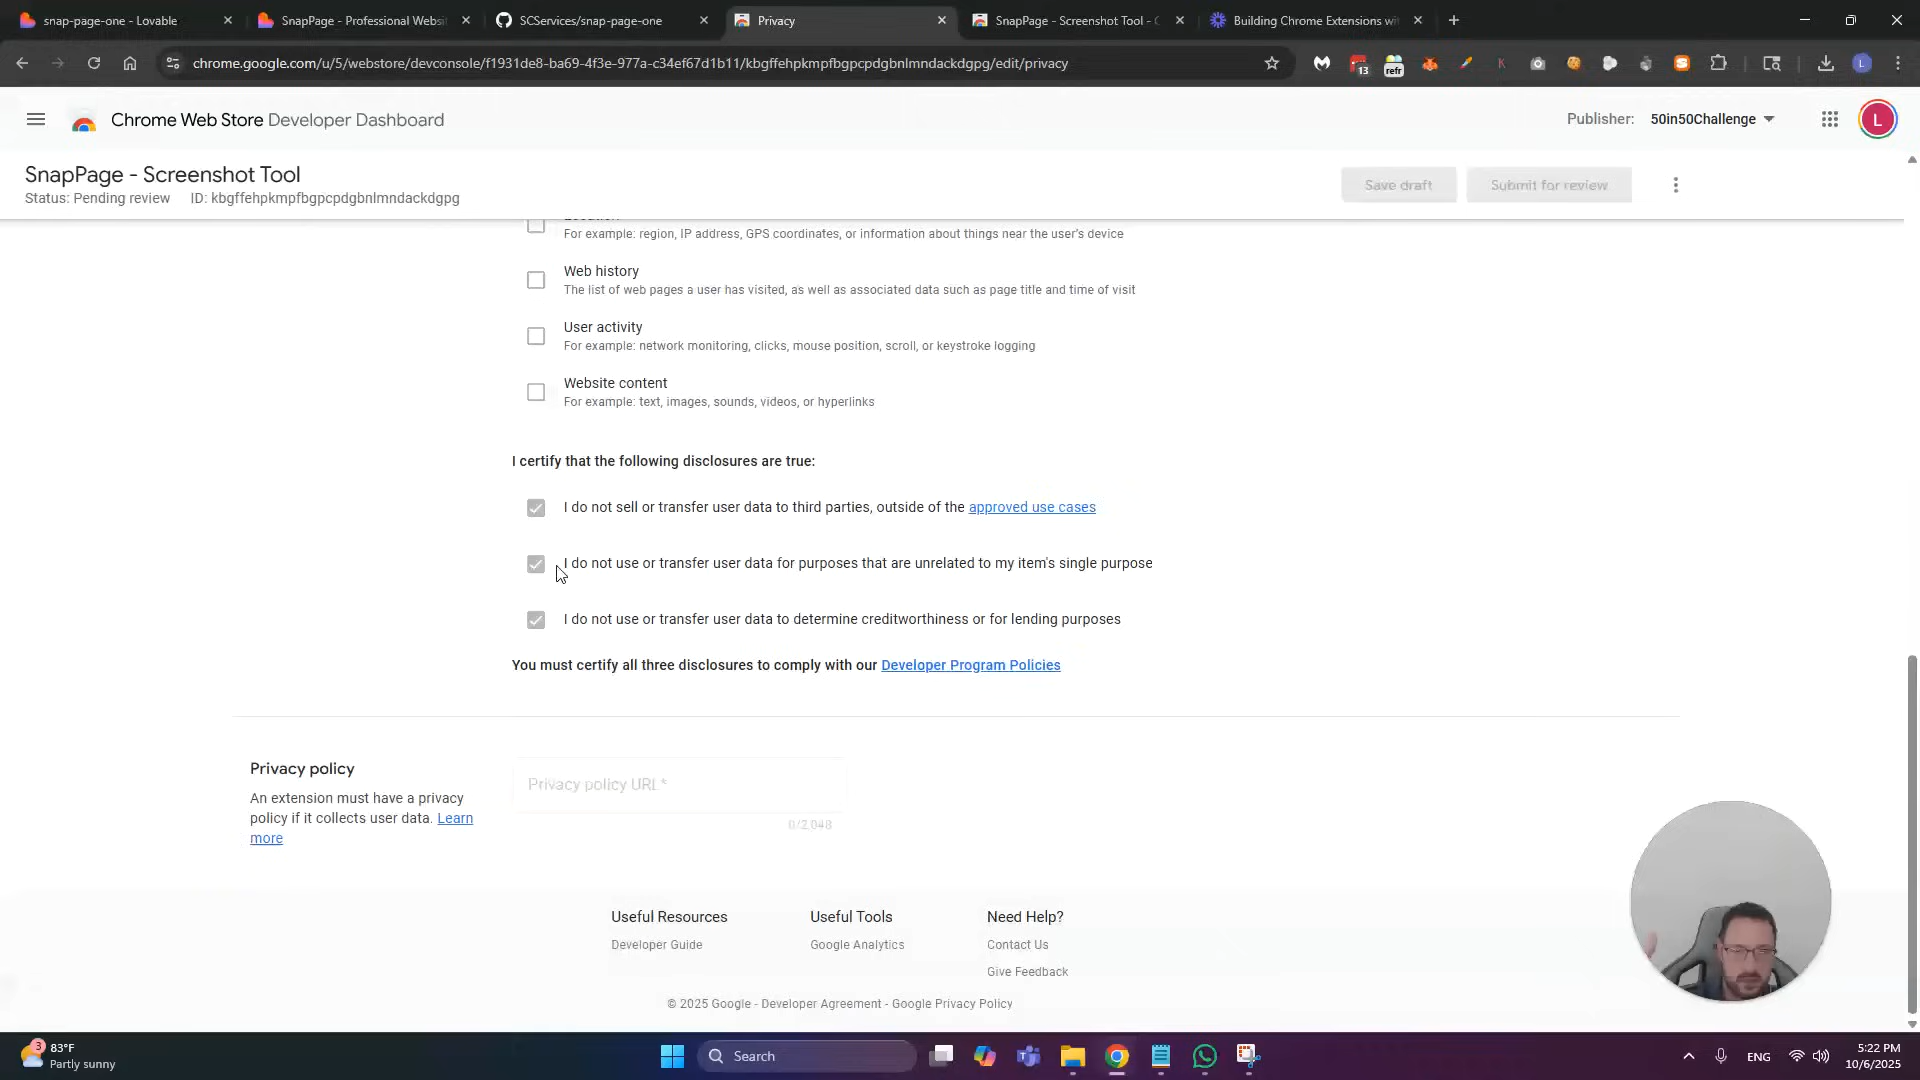 snap-page-one - Lovable
SnapPage - Professional Websi
SCServices/snap-page-one
Privacy
SnapPage - Screenshot Tool - C
Building Chrome Extensions wi
chrome.google.com/u/5/webstore/devconsole/f1931de8-ba69-4f3e-977a-c34ef67d1b11/kbgffehpkmpfbgpcpdgbnlmndackdgpg/edit/privacy
13
refr
L
Chrome Web Store Developer Dashboard
Publisher: 50in50Challenge
L
SnapPage - Screenshot Tool
Save draft
Submit for review
Status: Pending review ID: kbgffehpkmpfbgpcpdgbnlmndackdgpg
Location
For example: region, IP address, GPS coordinates, or information about things near the user's device
Web history
The list of web pages a user has visited, as well as associated data such as page title and time of visit
User activity
For example: network monitoring, clicks, mouse position, scroll, or keystroke logging
Website content
For example: text, images, sounds, videos, or hyperlinks
I certify that the following disclosures are true:
I do not sell or transfer user data to third parties, outside of the approved use cases
I do not use or transfer user data for purposes that are unrelated to my item's single purpose
I do not use or transfer user data to determine creditworthiness or for lending purposes
You must certify all three disclosures to comply with our Developer Program Policies
Privacy policy
An extension must have a privacy
policy if it collects user data. Learn
more
Privacy policy URL*
0/2,048
Useful Resources
Developer Guide
Useful Tools
Google Analytics
Need Help?
Contact Us
Give Feedback
© 2025 Google - Developer Agreement - Google Privacy Policy
3
83°F
Partly sunny
Search
ENG
5:22 PM
10/6/2025